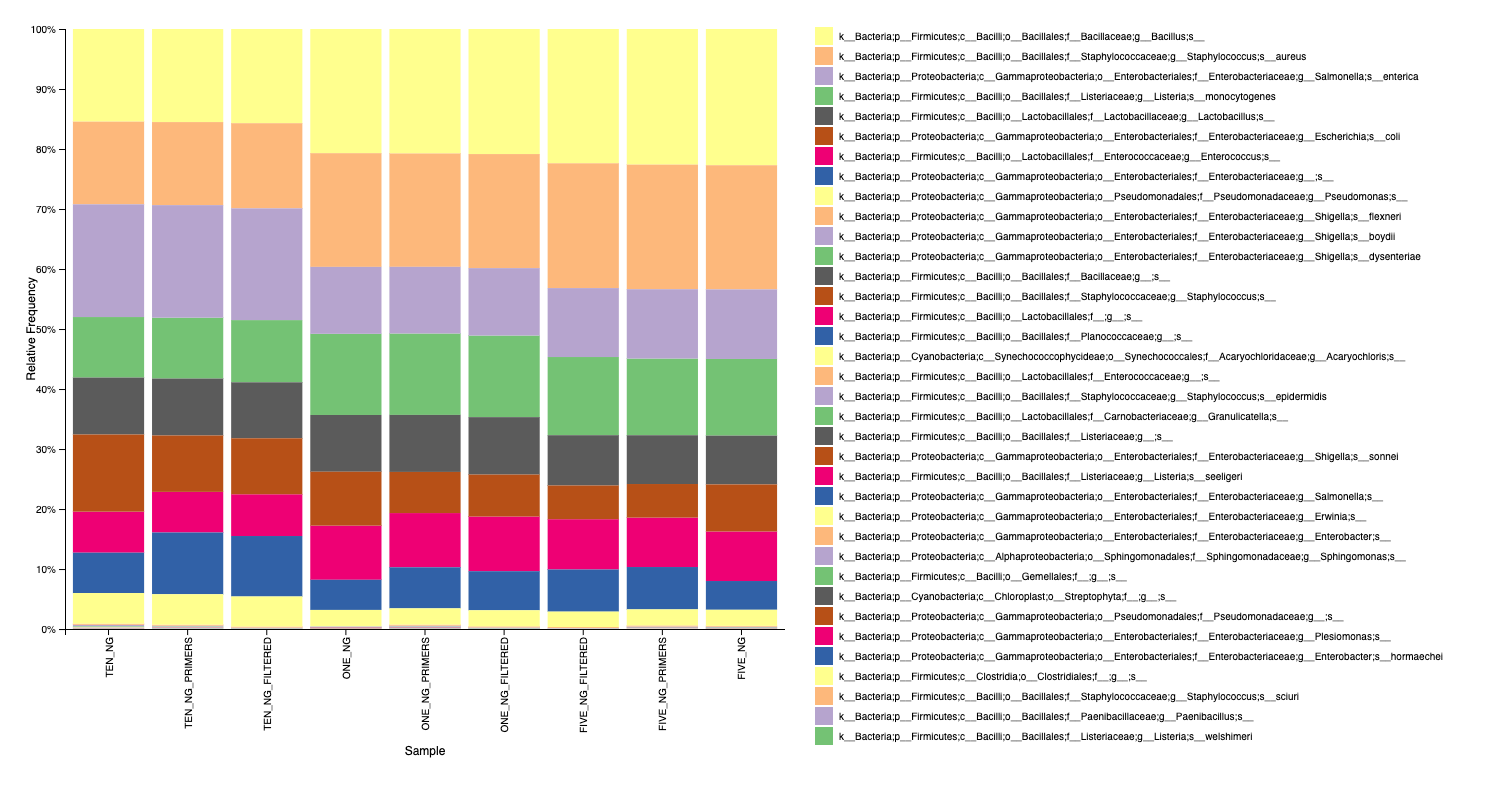 100%
90%
80%
70%
60%
50%
40%
30%
20%
10%
0%
Relative Frequency
TEN_NG
TEN_NG_PRIMERS
TEN_NG_FILTERED
ONE_NG
ONE_NG_PRIMERS
ONE_NG_FILTERED
FIVE_NG_FILTERED
FIVE_NG_PRIMERS
FIVE_NG
Sample
k__Bacteria;p__Firmicutes;c__Bacilli;o__Bacillales;f__Bacillaceae;g__Bacillus;s__
k__Bacteria;p__Firmicutes;c__Bacilli;o__Bacillales;f__Staphylococcaceae;g__Staphylococcus;s__aureus
k__Bacteria;p__Proteobacteria;c__Gammaproteobacteria;o__Enterobacteriales;f__Enterobacteriaceae;g__Salmonella;s__enterica
k__Bacteria;p__Firmicutes;c__Bacilli;o__Bacillales;f__Listeriaceae;g__Listeria;s__monocytogenes
k__Bacteria;p__Firmicutes;c__Bacilli;o__Lactobacillales;f__Lactobacillaceae;g__Lactobacillus;s__
k__Bacteria;p__Proteobacteria;c__Gammaproteobacteria;o__Enterobacteriales;f__Enterobacteriaceae;g__Escherichia;s__coli
k__Bacteria;p__Firmicutes;c__Bacilli;o__Lactobacillales;f__Enterococcaceae;g__Enterococcus;s__
k__Bacteria;p__Proteobacteria;c__Gammaproteobacteria;o__Enterobacteriales;f__Enterobacteriaceae;g__;s__
k__Bacteria;p__Proteobacteria;c__Gammaproteobacteria;o__Pseudomonadales;f__Pseudomonadaceae;g__Pseudomonas;s__
k__Bacteria;p__Proteobacteria;c__Gammaproteobacteria;o__Enterobacteriales;f__Enterobacteriaceae;g__Shigella;s__flexneri
k__Bacteria;p__Proteobacteria;c__Gammaproteobacteria;o__Enterobacteriales;f__Enterobacteriaceae;g__Shigella;s__boydii
k__Bacteria;p__Proteobacteria;c__Gammaproteobacteria;o__Enterobacteriales;f__Enterobacteriaceae;g__Shigella;s__dysenteriae
k__Bacteria;p__Firmicutes;c__Bacilli;o__Bacillales;f__Bacillaceae;g__;s__
k__Bacteria;p__Firmicutes;c__Bacilli;o__Bacillales;f__Staphylococcaceae;g__Staphylococcus;s__
k__Bacteria;p__Firmicutes;c__Bacilli;o__Lactobacillales;f__;g__;s__
k__Bacteria;p__Firmicutes;c__Bacilli;o__Bacillales;f__Planococcaceae;g__;s__
k__Bacteria;p__Cyanobacteria;c__Synechococcophycideae;o__Synechococcales;f__Acaryochloridaceae;g__Acaryochloris;s__
k__Bacteria;p__Firmicutes;c__Bacilli;o__Lactobacillales;f__Enterococcaceae;g__;s__
k__Bacteria;p__Firmicutes;c__Bacilli;o__Bacillales;f__Staphylococcaceae;g__Staphylococcus;s__epidermidis
k__Bacteria;p__Firmicutes;c__Bacilli;o__Lactobacillales;f__Carnobacteriaceae;g__Granulicatella;s__
k__Bacteria;p__Firmicutes;c__Bacilli;o__Bacillales;f__Listeriaceae;g__;s__
k__Bacteria;p__Proteobacteria;c__Gammaproteobacteria;o__Enterobacteriales;f__Enterobacteriaceae;g__Shigella;s__sonnei
k__Bacteria;p__Firmicutes;c__Bacilli;o__Bacillales;f__Listeriaceae;g__Listeria;s__seeligeri
k__Bacteria;p__Proteobacteria;c__Gammaproteobacteria;o__Enterobacteriales;f__Enterobacteriaceae;g__Salmonella;s__
k__Bacteria;p__Proteobacteria;c__Gammaproteobacteria;o__Enterobacteriales;f__Enterobacteriaceae;g__Erwinia;s__
k__Bacteria;p__Proteobacteria;c__Gammaproteobacteria;o__Enterobacteriales;f__Enterobacteriaceae;g__Enterobacter;s__
k__Bacteria;p__Proteobacteria;c__Alphaproteobacteria;o__Sphingomonadales;f__Sphingomonadaceae;g__Sphingomonas;s__
k__Bacteria;p__Firmicutes;c__Bacilli;o__Gemellales;f__;g__;s__
k__Bacteria;p__Cyanobacteria;c__Chloroplast;o__Streptophyta;f__;g__;s__
k__Bacteria;p__Proteobacteria;c__Gammaproteobacteria;o__Pseudomonadales;f__Pseudomonadaceae;g__;s__
k__Bacteria;p__Proteobacteria;c__Gammaproteobacteria;o__Enterobacteriales;f__Enterobacteriaceae;g__Plesiomonas;s__
k__Bacteria;p__Proteobacteria;c__Gammaproteobacteria;o__Enterobacteriales;f__Enterobacteriaceae;g__Enterobacter;s__hormaechei
k__Bacteria;p__Firmicutes;c__Clostridia;o__Clostridiales;f__;g__;s__
k__Bacteria;p__Firmicutes;c__Bacilli;o__Bacillales;f__Staphylococcaceae;g__Staphylococcus;s__sciuri
k__Bacteria;p__Firmicutes;c__Bacilli;o__Bacillales;f__Paenibacillaceae;g__Paenibacillus;s__
k__Bacteria;p__Firmicutes;c__Bacilli;o__Bacillales;f__Listeriaceae;g__Listeria;s__welshimeri